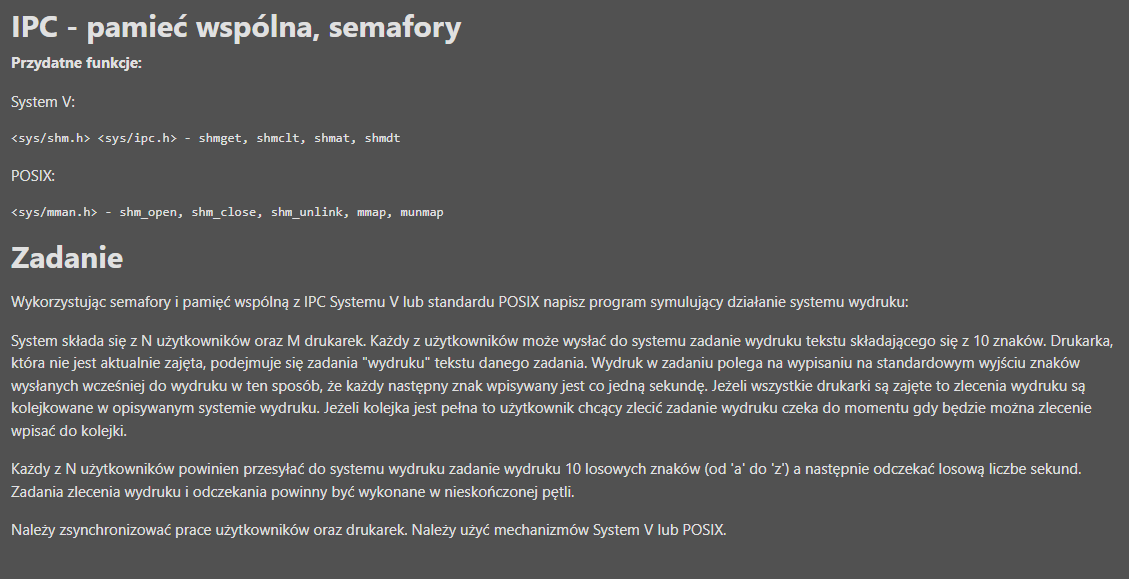 IPC - pamieć wspólna, semafory
Przydatne funkcje:
System V:
<sys/shm.h> <sys/ipc.h> - shmget, shmclt, shmat, shmdt
POSIX:
<sys/mman.h> - shm_open, shm_close, shm_unlink, mmap, munmap
Zadanie
Wykorzystując semafory i pamięć wspólną z IPC Systemu V lub standardu POSIX napisz program symulujący działanie systemu wydruku:
System składa się z N użytkowników oraz M drukarek. Każdy z użytkowników może wysłać do systemu zadanie wydruku tekstu składającego się z 10 znaków. Drukarka,
która nie jest aktualnie zajęta, podejmuje się zadania "wydruku" tekstu danego zadania. Wydruk w zadaniu polega na wypisaniu na standardowym wyjściu znaków
wysłanych wcześniej do wydruku w ten sposób, że każdy następny znak wpisywany jest co jedną sekundę. Jeżeli wszystkie drukarki są zajęte to zlecenia wydruku są
kolejkowane w opisywanym systemie wydruku. Jeżeli kolejka jest pełna to użytkownik chcący zlecić zadanie wydruku czeka do momentu gdy będzie można zlecenie
wpisać do kolejki.
Każdy z N użytkowników powinien przesyłać do systemu wydruku zadanie wydruku 10 losowych znaków (od 'a' do 'z') a następnie odczekać losową liczbe sekund.
Zadania zlecenia wydruku i odczekania powinny być wykonane w nieskończonej pętli.
Należy zsynchronizować prace użytkowników oraz drukarek. Należy użyć mechanizmów System V lub POSIX.